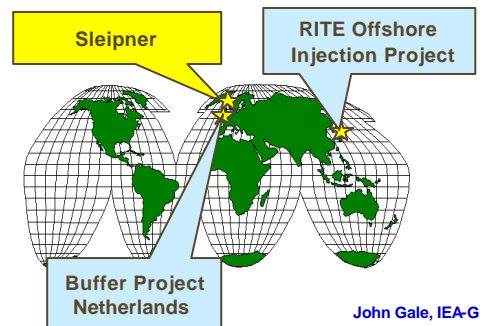 Sleipner
RITE Offshore
Injection Project
Buffer Project
Netherlands
John Gale, IEA-G